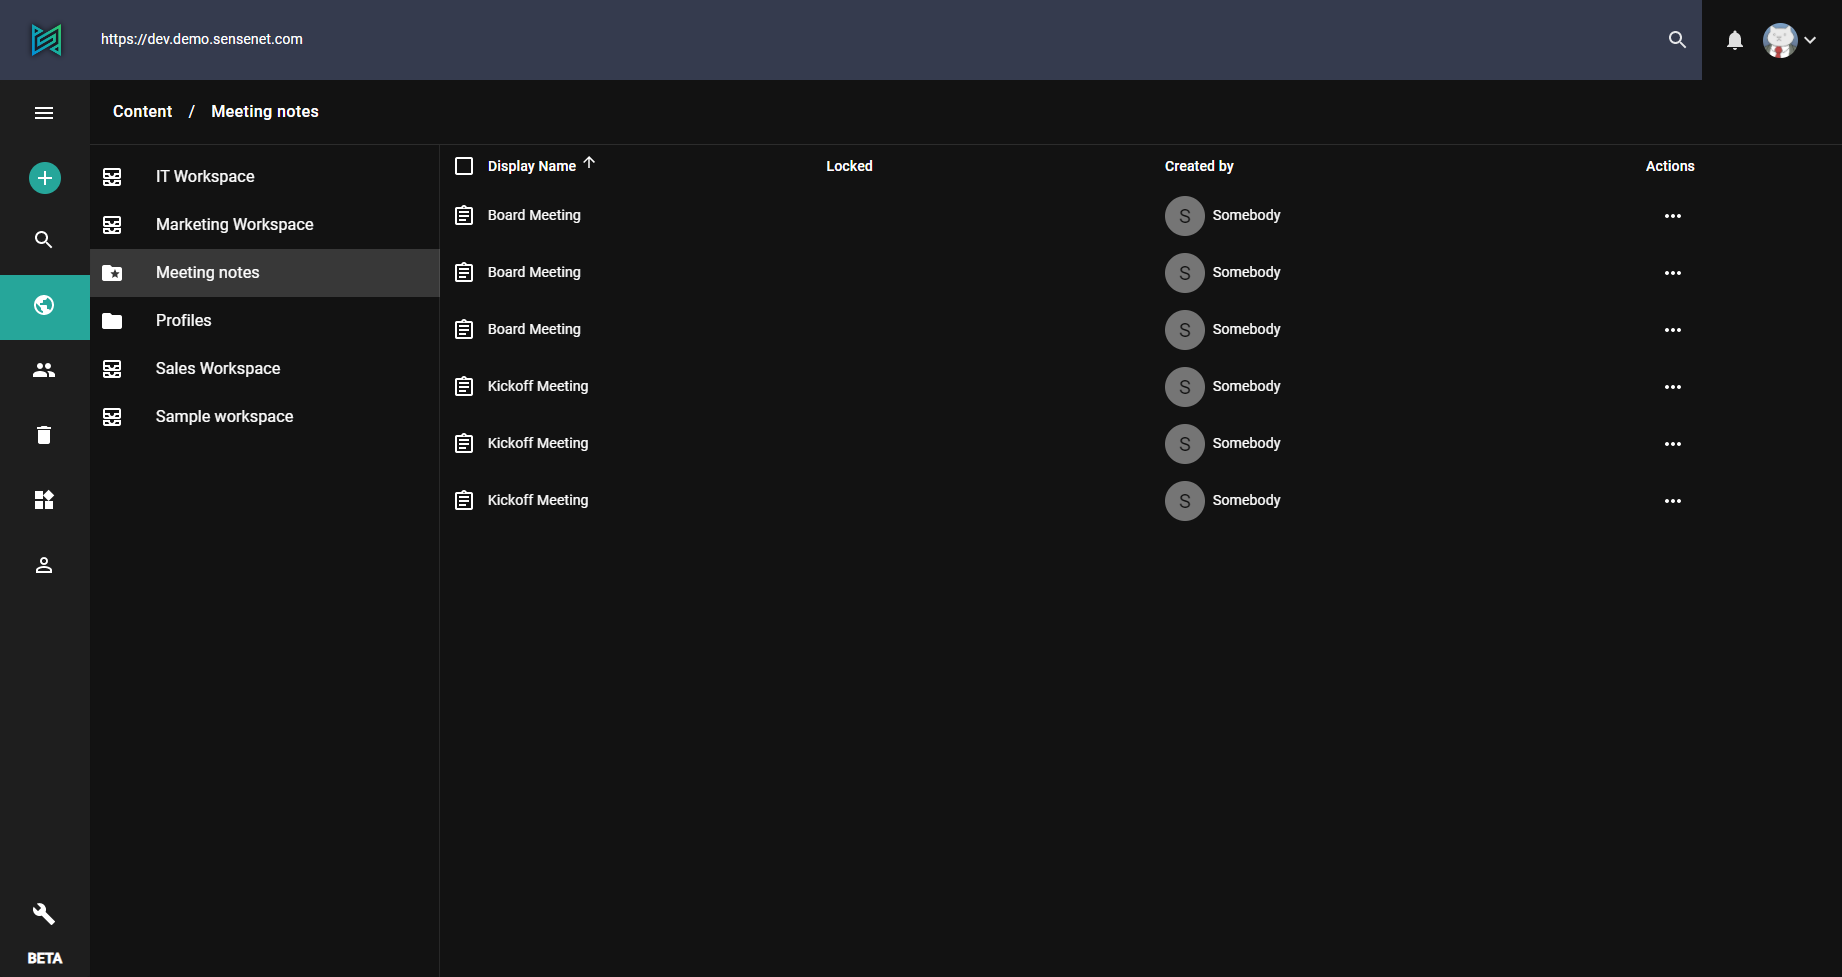 https://dev.demo.sensenet.com
Content / Meeting notes
IT Workspace
Marketing Workspace
Meeting notes
Profiles
Sales Workspace
Sample workspace
Display Name Locked Created by Actions
Board Meeting S Somebody
Board Meeting S Somebody
Board Meeting S Somebody
Kickoff Meeting S Somebody
Kickoff Meeting S Somebody
Kickoff Meeting S Somebody
BETA